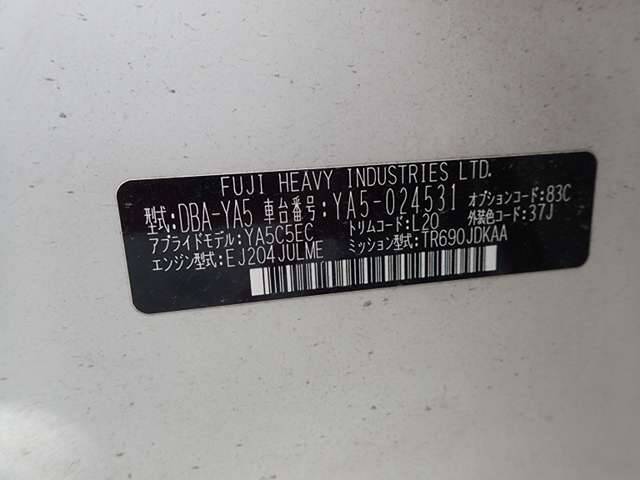 FUJI HEAVY INDUSTRIES LTD.
型式:DBA-YA5 車台番号:YA5-024531 オプションコード:83C
アプライドモデル:YA5C5EC トリムコード:L20 外装色コード:37J
エンジン型式:EJ204JULME ミッション型式:TR690JDKAA